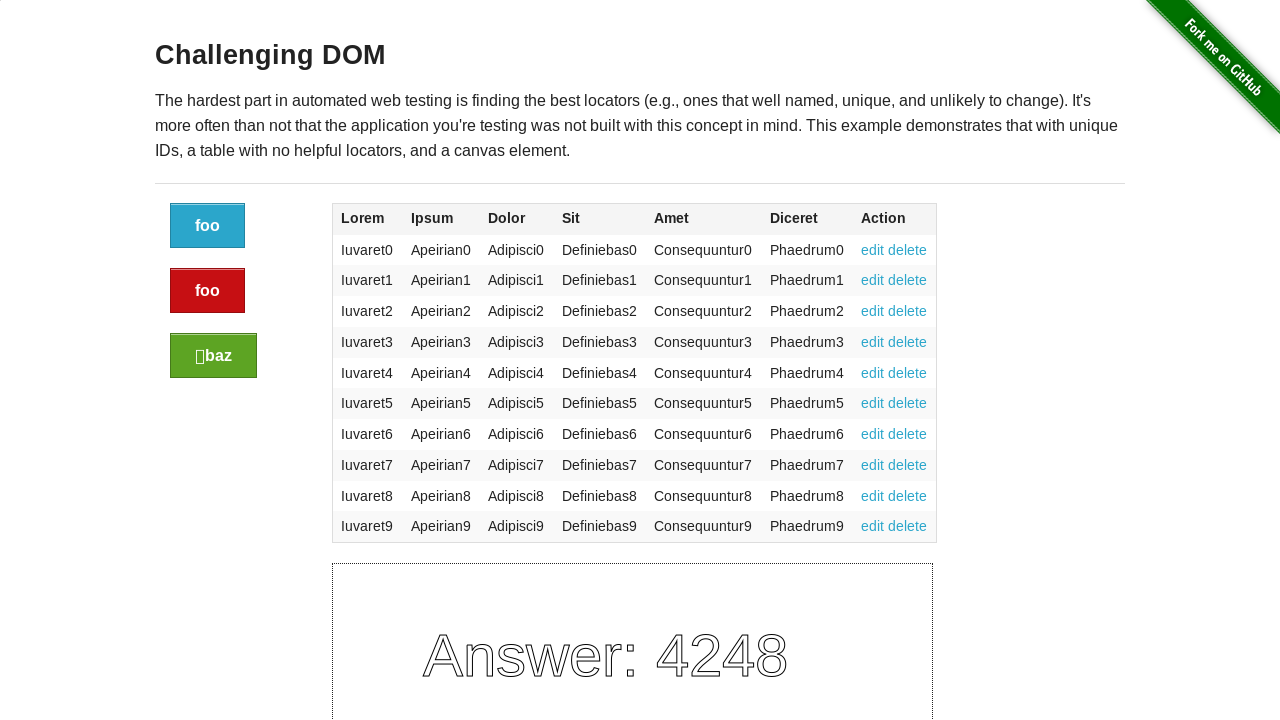 Fork me on GitHub
Challenging DOM
The hardest part in automated web testing is finding the best locators (e.g., ones that well named, unique, and unlikely to change). It's
more often than not that the application you're testing was not built with this concept in mind. This example demonstrates that with unique
IDs, a table with no helpful locators, and a canvas element.
foo
foo
baz
Lorem Ipsum Dolor Sit Amet Diceret Action
Iuvaret0 Apeirian0 Adipisci0 Definiebas0 Consequuntur0 Phaedrum0 edit delete
Iuvaret1 Apeirian1 Adipisci1 Definiebas1 Consequuntur1 Phaedrum1 edit delete
Iuvaret2 Apeirian2 Adipisci2 Definiebas2 Consequuntur2 Phaedrum2 edit delete
Iuvaret3 Apeirian3 Adipisci3 Definiebas3 Consequuntur3 Phaedrum3 edit delete
Iuvaret4 Apeirian4 Adipisci4 Definiebas4 Consequuntur4 Phaedrum4 edit delete
Iuvaret5 Apeirian5 Adipisci5 Definiebas5 Consequuntur5 Phaedrum5 edit delete
Iuvaret6 Apeirian6 Adipisci6 Definiebas6 Consequuntur6 Phaedrum6 edit delete
Iuvaret7 Apeirian7 Adipisci7 Definiebas7 Consequuntur7 Phaedrum7 edit delete
Iuvaret8 Apeirian8 Adipisci8 Definiebas8 Consequuntur8 Phaedrum8 edit delete
Iuvaret9 Apeirian9 Adipisci9 Definiebas9 Consequuntur9 Phaedrum9 edit delete
Answer: 4248